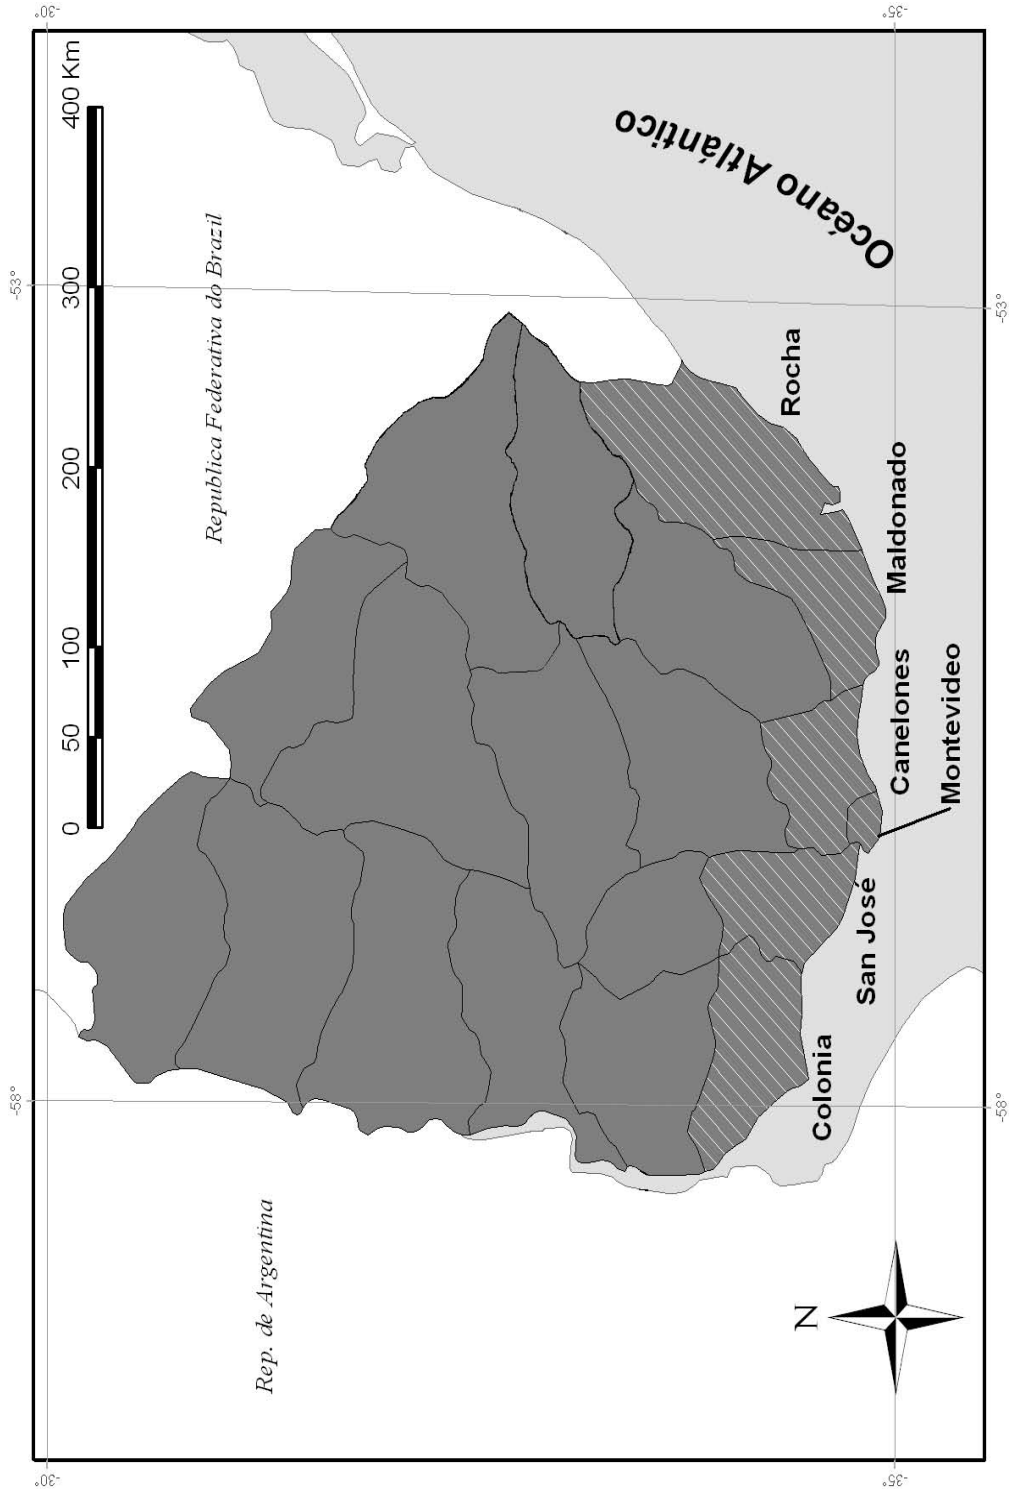 -58°
-53°
-30°
-30°
0 50 100 200 300 400 Km
Republica Federativa do Brazil
Rep. de Argentina
Océano Atlántico
Rocha
N
Colonia
San Jose
Maldonado
Canelones
Montevideo
-35°
-35°
-58°
-53°